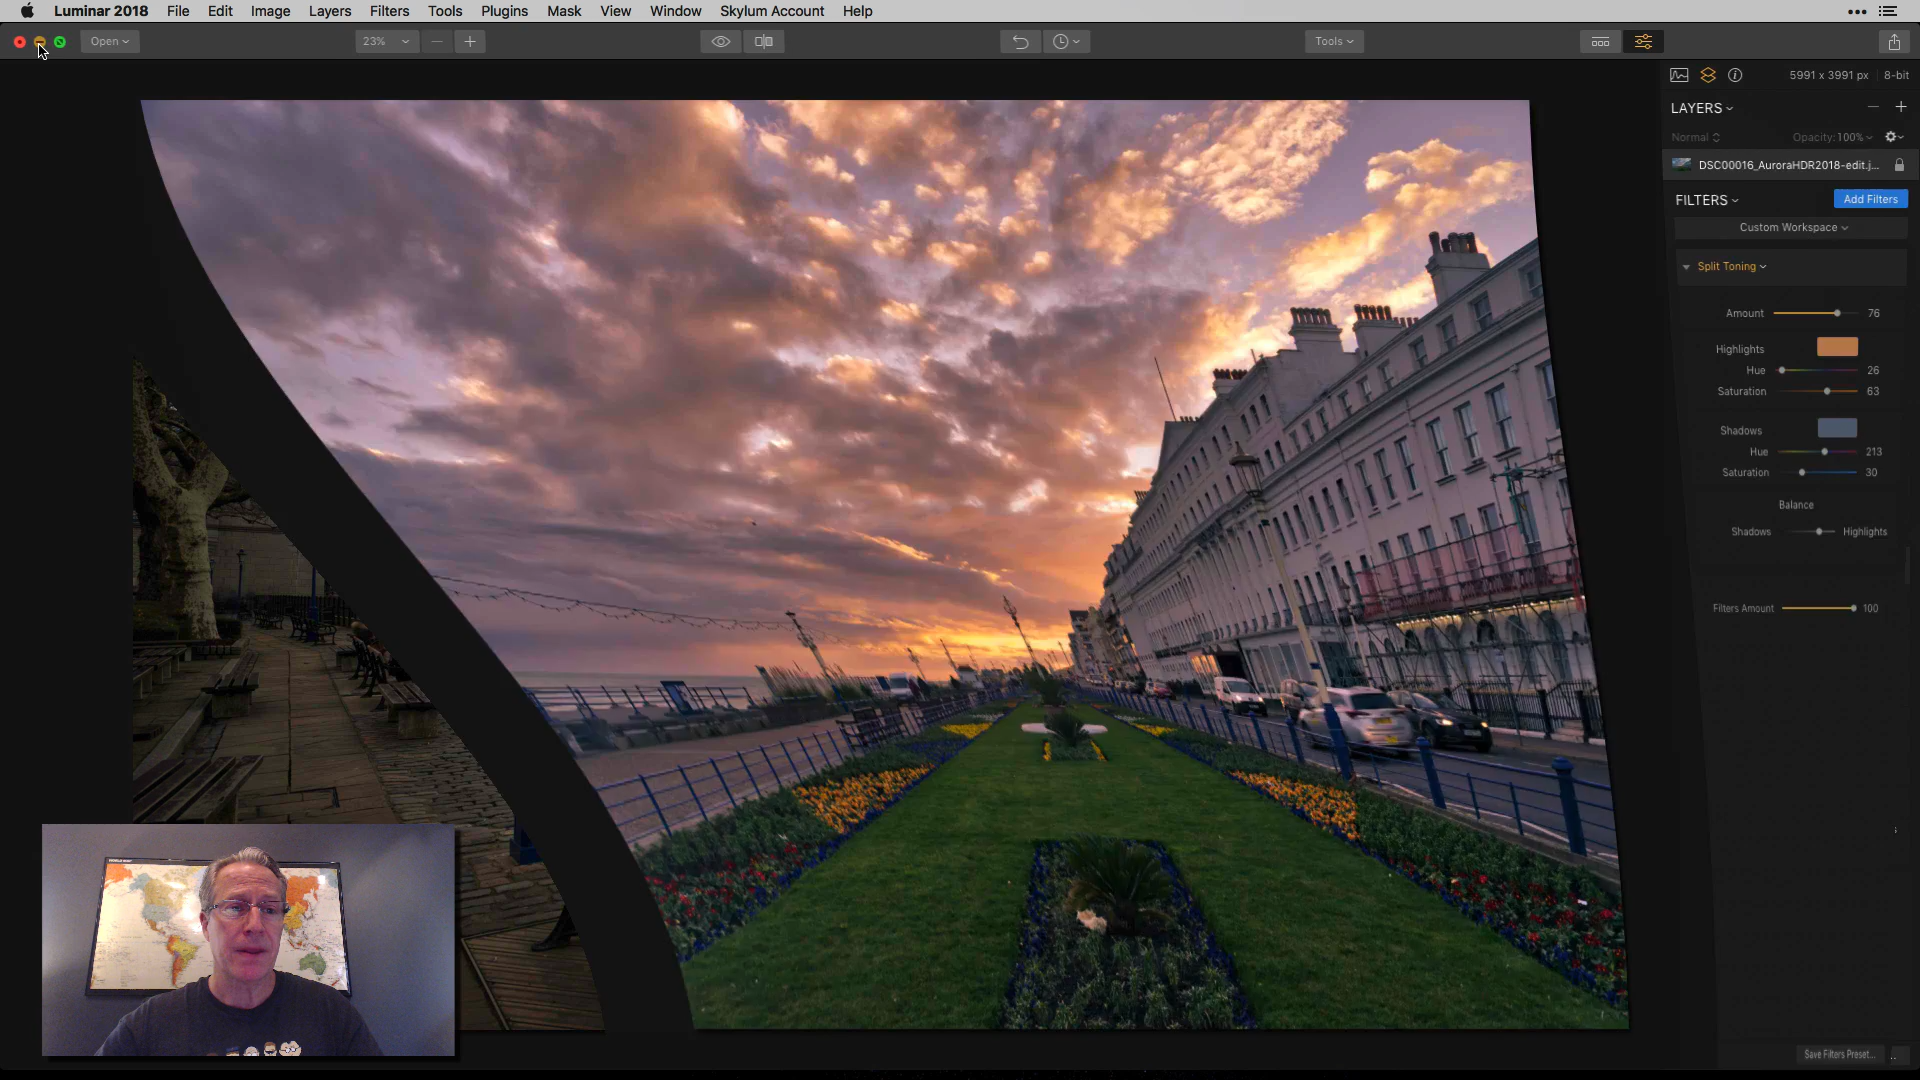 Luminar 2018 File Edit Image Layers Filters Tools Plugins Mask View Window Skylum Account Help
Open 23% Tools
5991 x 3991 px 8-bit
LAYERS
Normal Opacity: 100%
DSC00016_AuroraHDR2018-edit.j...
FILTERS Add Filters
Custom Workspace
Split Toning
Amount 76
Highlights
Hue 26
Saturation 63
Shadows
Hue 213
Saturation 30
Balance
Shadows Highlights
Filters Amount 100
Save Filters Preset...